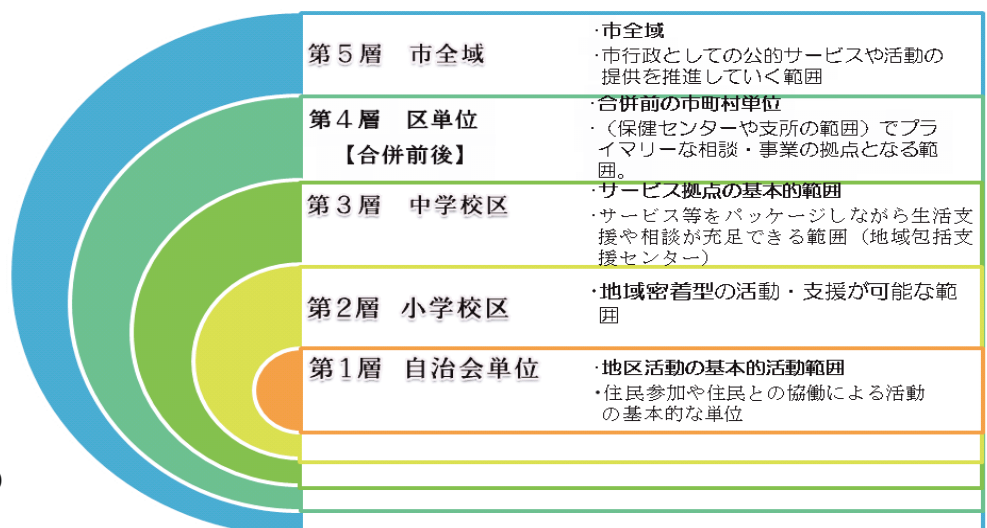 第５層　市全域
・市全域
・市行政としての公的サービスや活動の
提供を推進していく範囲
第４層　区単位
【合併前後】
・合併前の市町村単位
・（保健センターや支所の範囲）でプラ
イマリーな相談・事業の拠点となる範
囲。
第３層　中学校区
・サービス拠点の基本的範囲
・サービス等をパッケージしながら生活支
援や相談が充足できる範囲（地域包括支
援センター）
第２層　小学校区
・地域密着型の活動・支援が可能な範
囲
第１層　自治会単位
・地区活動の基本的活動範囲
・住民参加や住民との協働による活動
の基本的な単位